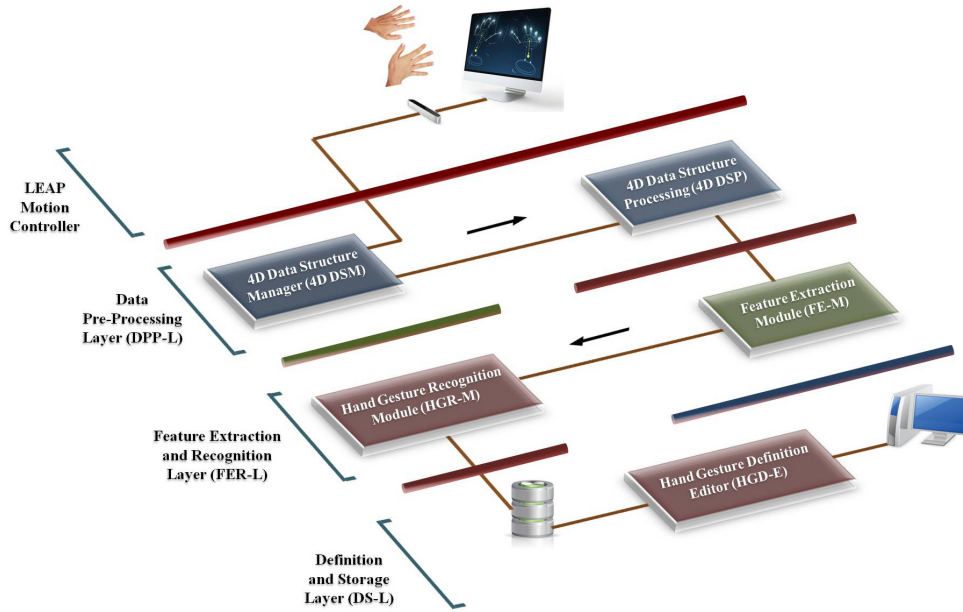 LEAP
Motion
Controller
4D Data Structure
Processing (4D DSP)
4D Data Structure
Manager (4D DSM)
Data
Pre-Processing
Layer (DPP-L)
Feature Extraction
Module (FE-M)
Hand Gesture Recognition
Module (HGR-M)
Feature Extraction
and Recognition
Layer (FER-L)
Hand Gesture Definition
Editor (HGD-E)
Definition
and Storage
Layer (DS-L)